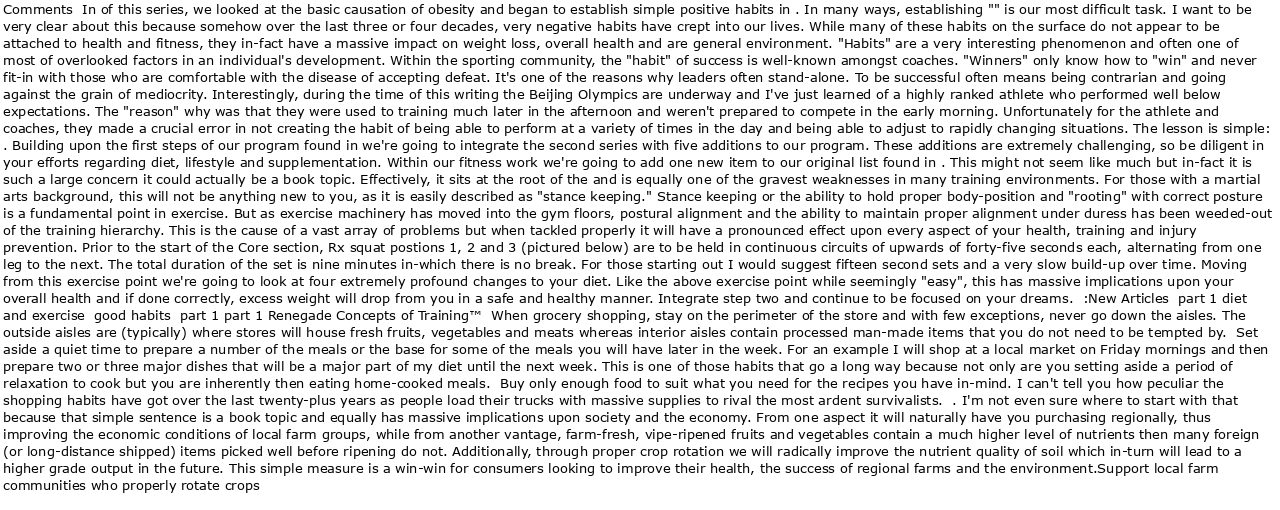 Comments  In of this series, we looked at the basic causation of obesity and began to establish simple positive habits in . In many ways, establishing "" is our most difficult task. I want to be
very clear about this because somehow over the last three or four decades, very negative habits have crept into our lives. While many of these habits on the surface do not appear to be
attached to health and fitness, they in-fact have a massive impact on weight loss, overall health and are general environment. "Habits" are a very interesting phenomenon and often one of
most of overlooked factors in an individual's development. Within the sporting community, the "habit" of success is well-known amongst coaches. "Winners" only know how to "win" and never
fit-in with those who are comfortable with the disease of accepting defeat. It's one of the reasons why leaders often stand-alone. To be successful often means being contrarian and going
against the grain of mediocrity. Interestingly, during the time of this writing the Beijing Olympics are underway and I've just learned of a highly ranked athlete who performed well below
expectations. The "reason" why was that they were used to training much later in the afternoon and weren't prepared to compete in the early morning. Unfortunately for the athlete and
coaches, they made a crucial error in not creating the habit of being able to perform at a variety of times in the day and being able to adjust to rapidly changing situations. The lesson is simple:
. Building upon the first steps of our program found in we're going to integrate the second series with five additions to our program. These additions are extremely challenging, so be diligent in
your efforts regarding diet, lifestyle and supplementation. Within our fitness work we're going to add one new item to our original list found in . This might not seem like much but in-fact it is
such a large concern it could actually be a book topic. Effectively, it sits at the root of the and is equally one of the gravest weaknesses in many training environments. For those with a martial
arts background, this will not be anything new to you, as it is easily described as "stance keeping." Stance keeping or the ability to hold proper body-position and "rooting" with correct posture
is a fundamental point in exercise. But as exercise machinery has moved into the gym floors, postural alignment and the ability to maintain proper alignment under duress has been weeded-out
of the training hierarchy. This is the cause of a vast array of problems but when tackled properly it will have a pronounced effect upon every aspect of your health, training and injury
prevention. Prior to the start of the Core section, Rx squat postions 1, 2 and 3 (pictured below) are to be held in continuous circuits of upwards of forty-five seconds each, alternating from one
leg to the next. The total duration of the set is nine minutes in-which there is no break. For those starting out I would suggest fifteen second sets and a very slow build-up over time. Moving
from this exercise point we're going to look at four extremely profound changes to your diet. Like the above exercise point while seemingly "easy", this has massive implications upon your
overall health and if done correctly, excess weight will drop from you in a safe and healthy manner. Integrate step two and continue to be focused on your dreams.  :New Articles  part 1 diet
and exercise  good habits  part 1 part 1 Renegade Concepts of Training™  When grocery shopping, stay on the perimeter of the store and with few exceptions, never go down the aisles. The
outside aisles are (typically) where stores will house fresh fruits, vegetables and meats whereas interior aisles contain processed man-made items that you do not need to be tempted by.  Set
aside a quiet time to prepare a number of the meals or the base for some of the meals you will have later in the week. For an example I will shop at a local market on Friday mornings and then
prepare two or three major dishes that will be a major part of my diet until the next week. This is one of those habits that go a long way because not only are you setting aside a period of
relaxation to cook but you are inherently then eating home-cooked meals.  Buy only enough food to suit what you need for the recipes you have in-mind. I can't tell you how peculiar the
shopping habits have got over the last twenty-plus years as people load their trucks with massive supplies to rival the most ardent survivalists.  . I'm not even sure where to start with that
because that simple sentence is a book topic and equally has massive implications upon society and the economy. From one aspect it will naturally have you purchasing regionally, thus
improving the economic conditions of local farm groups, while from another vantage, farm-fresh, vipe-ripened fruits and vegetables contain a much higher level of nutrients then many foreign
(or long-distance shipped) items picked well before ripening do not. Additionally, through proper crop rotation we will radically improve the nutrient quality of soil which in-turn will lead to a
higher grade output in the future. This simple measure is a win-win for consumers looking to improve their health, the success of regional farms and the environment.Support local farm
communities who properly rotate crops